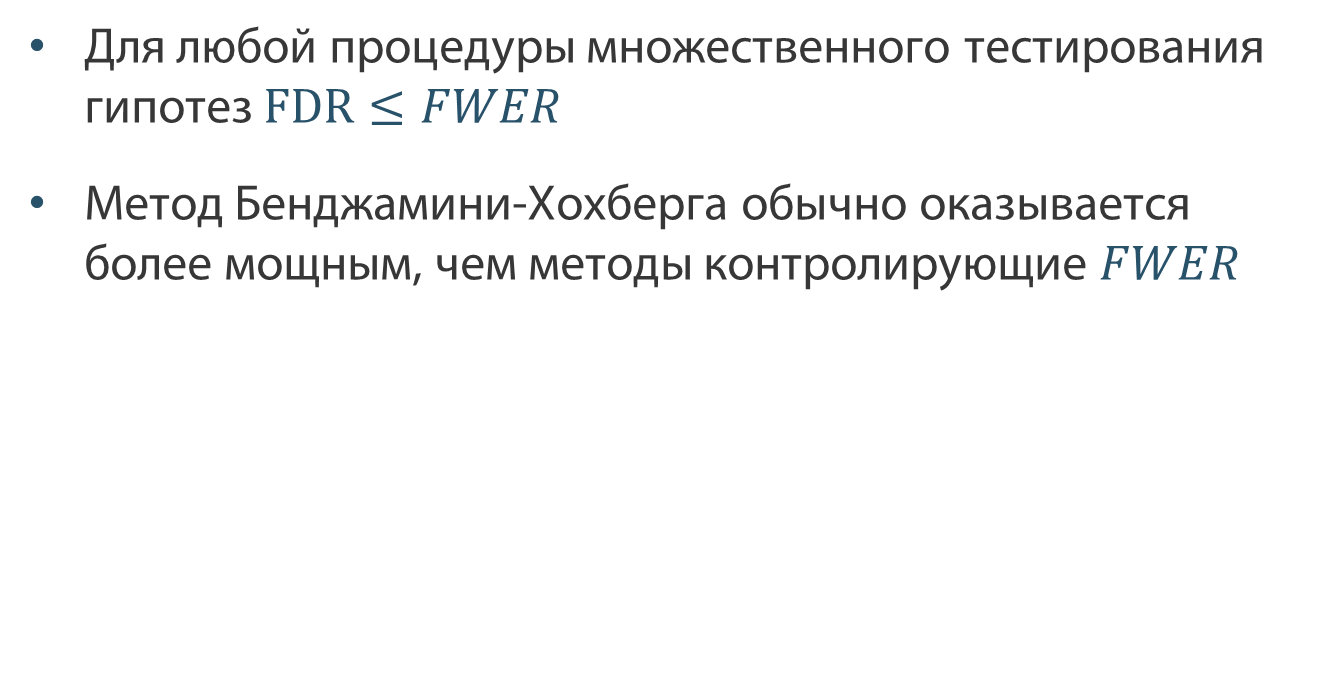 • Для любой процедуры множественного тестирования
гипотез FDR ≤ FWER
• Метод Бенджамини-Хохберга обычно оказывается
более мощным, чем методы контролирующие FWER